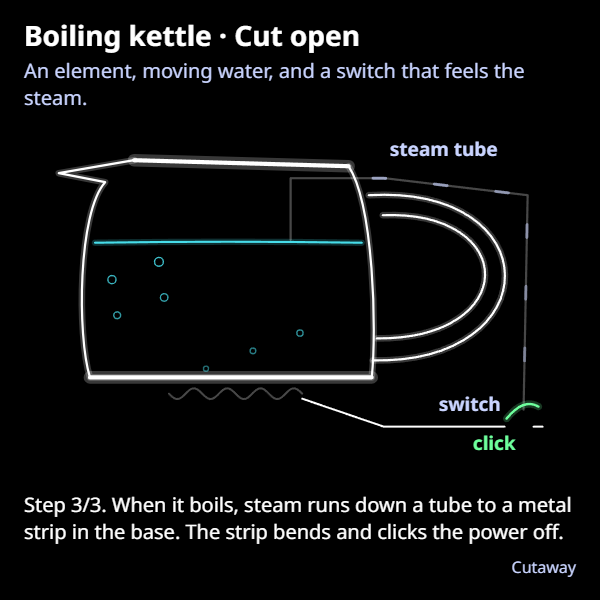 Boiling kettle · Cut open
An element, moving water, and a switch that feels the
steam.
steam tube
switch
click
Step 3/3. When it boils, steam runs down a tube to a metal
strip in the base. The strip bends and clicks the power off.
Cutaway